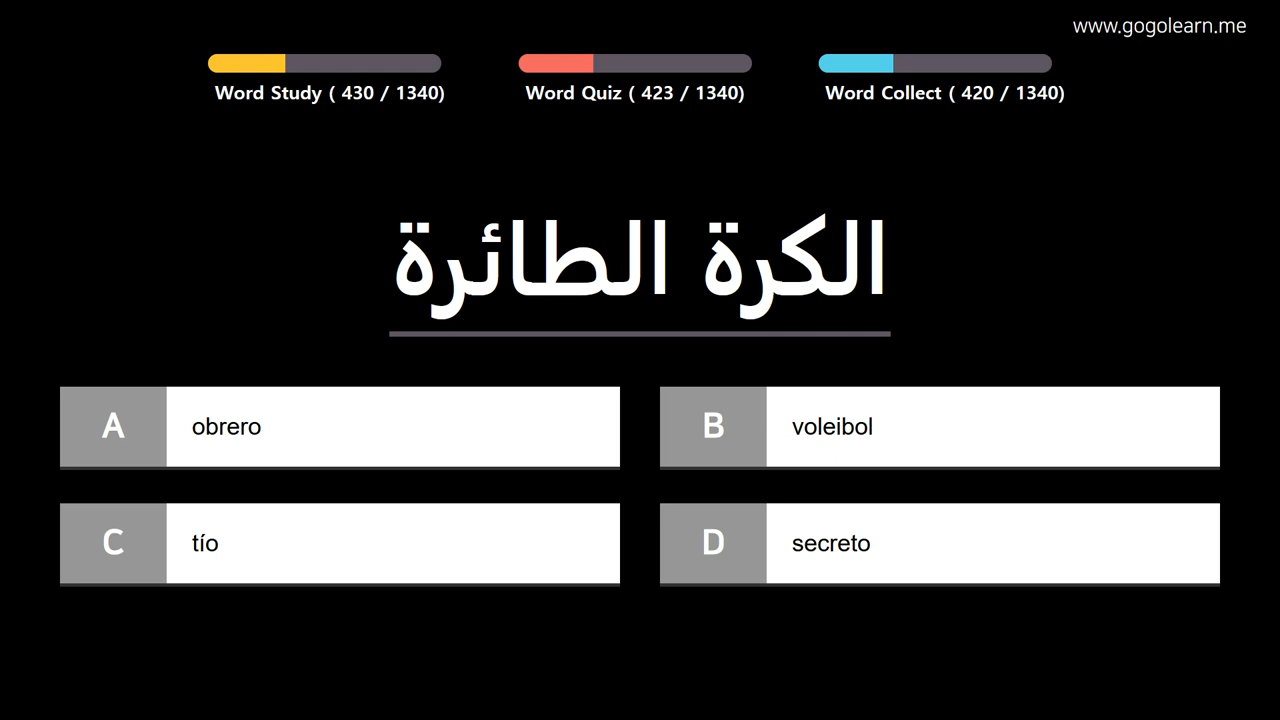 www.gogolearn.me
Word Study ( 430 / 1340)
Word Quiz ( 423 / 1340)
Word Collect ( 420 / 1340)
الكرة الطائرة
A obrero
B voleibol
C tío
D secreto